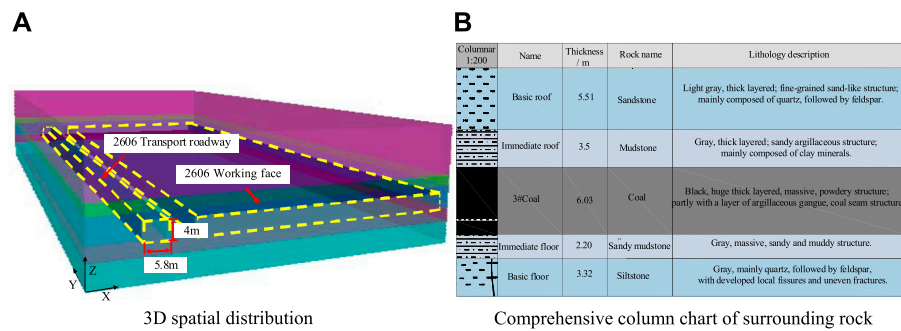 A
2606 Transport roadway
2606 Working face
4m
5.8m
Z
Y
X
3D spatial distribution
B
Columnar
1:200
Name
Thickness
/ m
Rock name
Lithology description
Basic roof
5.51
Sandstone
Light gray, thick layered; fine-grained sand-like structure;
mainly composed of quartz, followed by feldspar.
Immediate roof
3.5
Mudstone
Gray, thick layered; sandy argillaceous structure;
mainly composed of clay minerals.
3#Coal
6.03
Coal
Black, huge thick layered, massive, powdery structure;
partly with a layer of argillaceous gangue, coal seam structure
Immediate floor
2.20
Sandy mudstone
Gray, massive, sandy and muddy structure.
Basic floor
3.32
Siltstone
Gray, mainly quartz, followed by feldspar,
with developed local fissures and uneven fractures.
Comprehensive column chart of surrounding rock